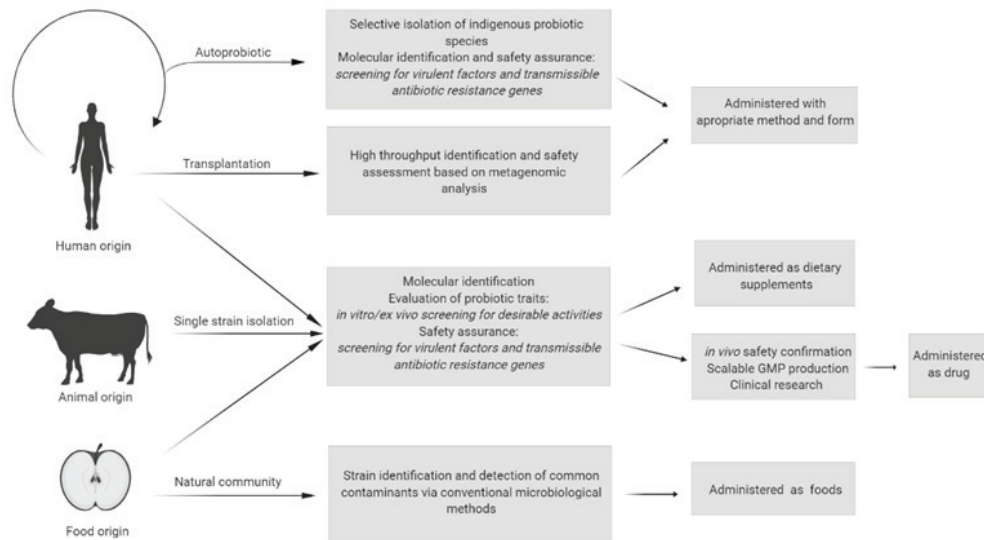 Autoprobiotic
Selective isolation of indigenous probiotic
species
Molecular identification and safety assurance:
screening for virulent factors and transmissible
antibiotic resistance genes
Administered with
apropriate method and form
Transplantation
High throughput identification and safety
assessment based on metagenomic
analysis
Human origin
Molecular identification
Evaluation of probiotic traits:
in vitro/ex vivo screening for desirable activities
Safety assurance:
screening for virulent factors and transmissible
antibiotic resistance genes
Administered as dietary
supplements
Single strain isolation
in vivo safety confirmation
Scalable GMP production
Clinical research
Administered
as drug
Animal origin
Natural community
Strain identification and detection of common
contaminants via conventional microbiological
methods
Administered as foods
Food origin